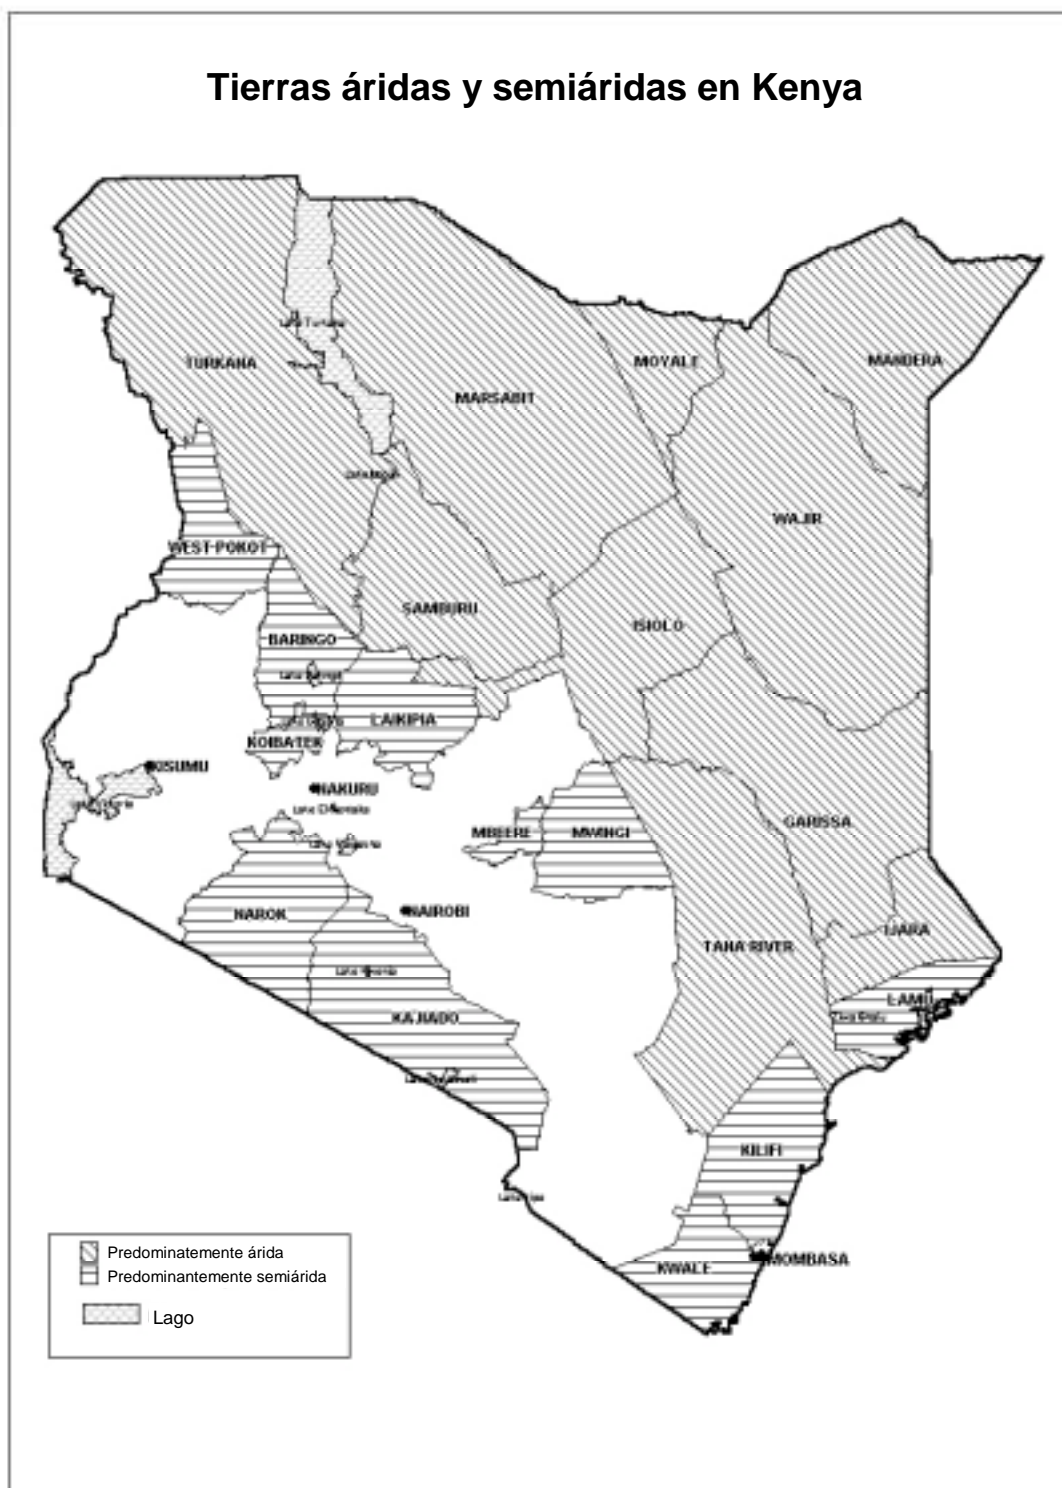 Tierras áridas y semiáridas en Kenya
TURKANA
MOYALE
MANDERA
MARSABIT
WAJIR
WEST-POKOT
SAMBURU
ISIOLO
BARINGO
LAIKIPIA
KOIBATEK
KISUMU
NAKURU
GARISSA
MBEERE
MWINGI
NAROK
NAIROBI
IJARA
TANA RIVER
LAMU
KAJIADO
KILIFI
MOMBASA
KWALE
Predominatemente árida
Predominantemente semiárida
Lago